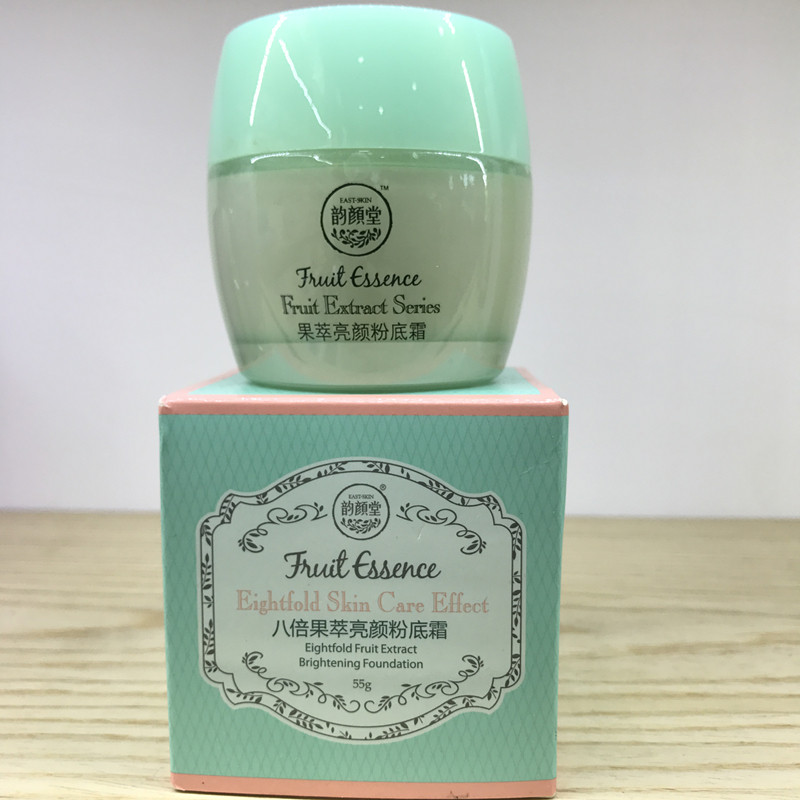 ™
EAST-SKIN
韵颜堂
Fruit Essence
Fruit Extract Series
果萃亮颜粉底霜
®
EAST-SKIN
韵颜堂
Fruit Essence
Eightfold Skin Care Effect
八倍果萃亮颜粉底霜
Eightfold Fruit Extract
Brightening Foundation
55g